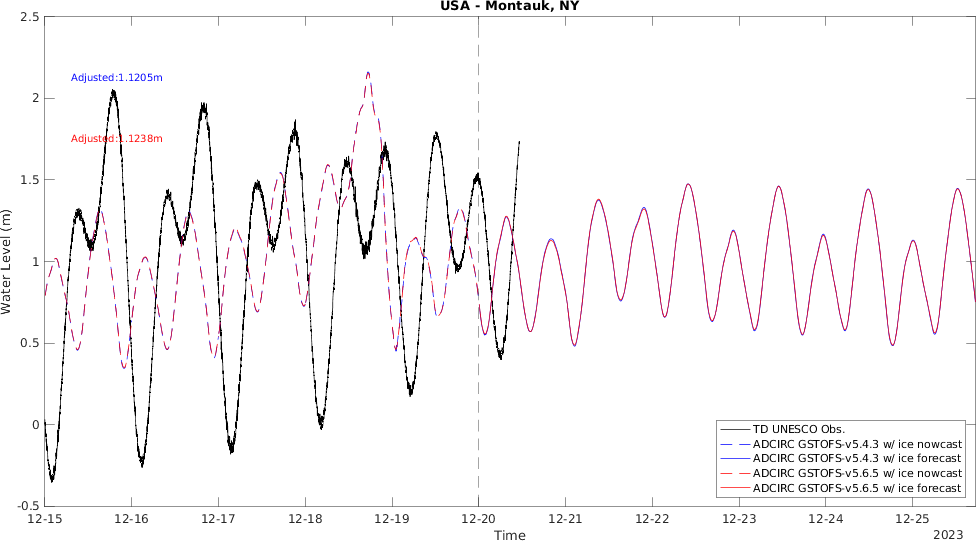 USA - Montauk, NY
2.5
2
1.5
1
0.5
0
-0.5
Water Level (m)
Adjusted:1.1205m
Adjusted:1.1238m
TD UNESCO Obs.
ADCIRC GSTOFS-v5.4.3 w/ ice nowcast
ADCIRC GSTOFS-v5.4.3 w/ ice forecast
ADCIRC GSTOFS-v5.6.5 w/ ice nowcast
ADCIRC GSTOFS-v5.6.5 w/ ice forecast
12-15 12-16 12-17 12-18 12-19 12-20 12-21 12-22 12-23 12-24 12-25
Time
2023